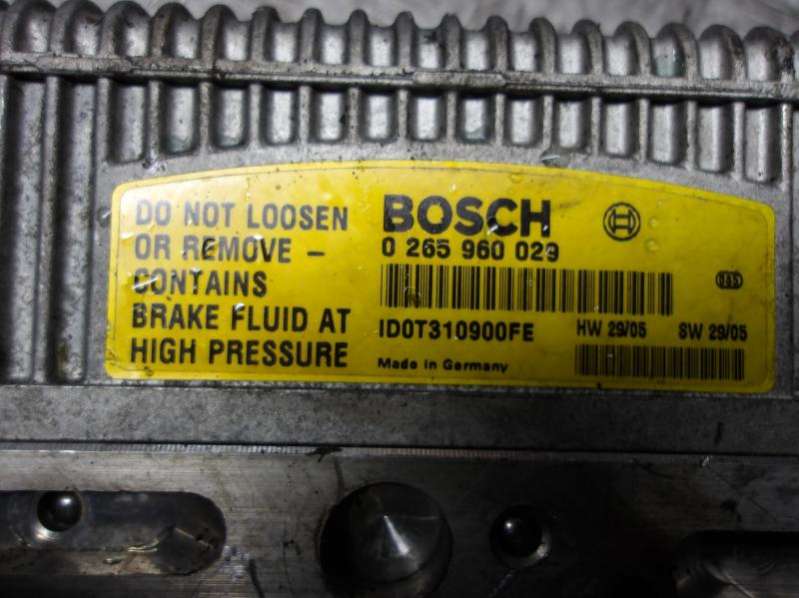 DO NOT LOOSEN
OR REMOVE –
CONTAINS
BRAKE FLUID AT
HIGH PRESSURE
BOSCH
0 265 960 029
ID0T310900FE
HW 29/05 SW 29/05
Made in Germany